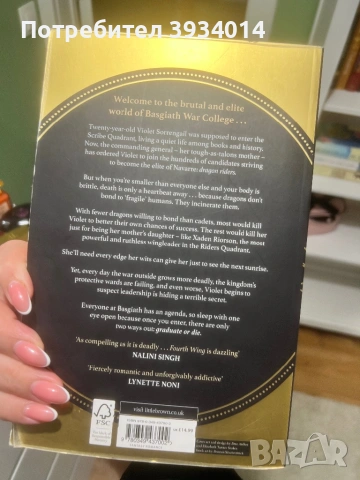 Потребител 3934014
Welcome to the brutal and elite
world of Basgiath War College . . .
Twenty-year-old Violet Sorrengail was supposed to enter the
Scribe Quadrant, living a quiet life among books and history.
Now, the commanding general – her tough-as-talons mother –
has ordered Violet to join the hundreds of candidates striving
to become the elite of Navarre: dragon riders.
But when you're smaller than everyone else and your body is
brittle, death is only a heartbeat away . . . because dragons don't
bond to 'fragile' humans. They incinerate them.
With fewer dragons willing to bond than cadets, most would kill
Violet to better their own chances of success. The rest would kill her
just for being her mother's daughter – like Xaden Riorson, the most
powerful and ruthless wingleader in the Riders Quadrant.
She'll need every edge her wits can give her just to see the next sunrise.
Yet, every day the war outside grows more deadly, the kingdom's
protective wards are failing, and even worse, Violet begins to
suspect leadership is hiding a terrible secret.
Everyone at Basgiath has an agenda, so sleep with one
eye open because once you enter, there are only
two ways out: graduate or die.
'As compelling as it is deadly . . . Fourth Wing is dazzling'
NALINI SINGH
'Fiercely romantic and unforgivably addictive'
LYNETTE NONI
FSC
visit littlebrown.co.uk
bazar